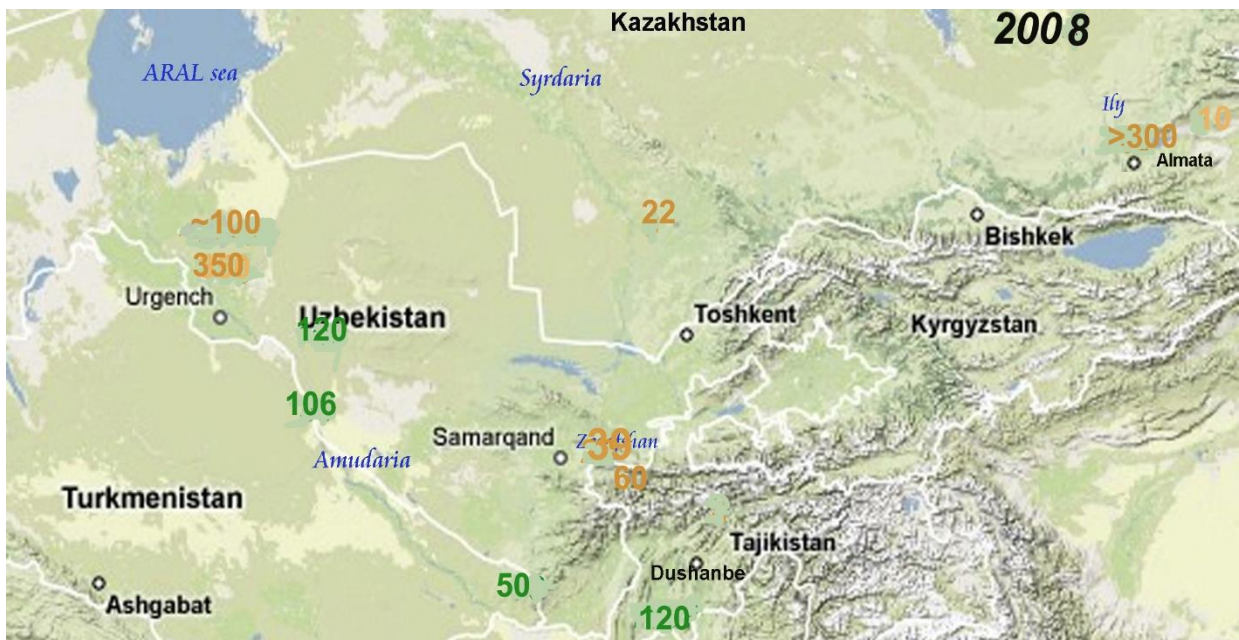 Kazakhstan
2008
ARAL sea
Syrdaria
Ily
10
>300
Almata
22
~100
Bishkek
350
Urgench
Uzbekistan
120
Toshkent
Kyrgyzstan
106
Samarqand
30
60
Amudaria
Turkmenistan
Tajikistan
Dushanbe
50
Ashgabat
120